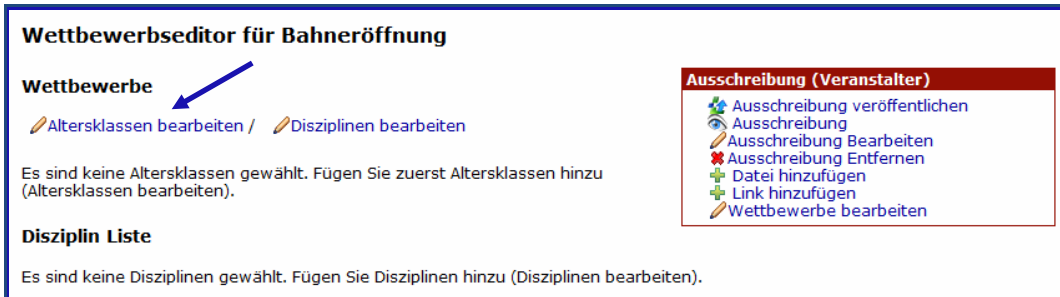 Wettbewerbseditor für Bahneröffnung
Wettbewerbe
Altersklassen bearbeiten / Disziplinen bearbeiten
Es sind keine Altersklassen gewählt. Fügen Sie zuerst Altersklassen hinzu
(Altersklassen bearbeiten).
Disziplin Liste
Es sind keine Disziplinen gewählt. Fügen Sie Disziplinen hinzu (Disziplinen bearbeiten).
Ausschreibung (Veranstalter)
Ausschreibung veröffentlichen
Ausschreibung
Ausschreibung Bearbeiten
Ausschreibung Entfernen
Datei hinzufügen
Link hinzufügen
Wettbewerbe bearbeiten